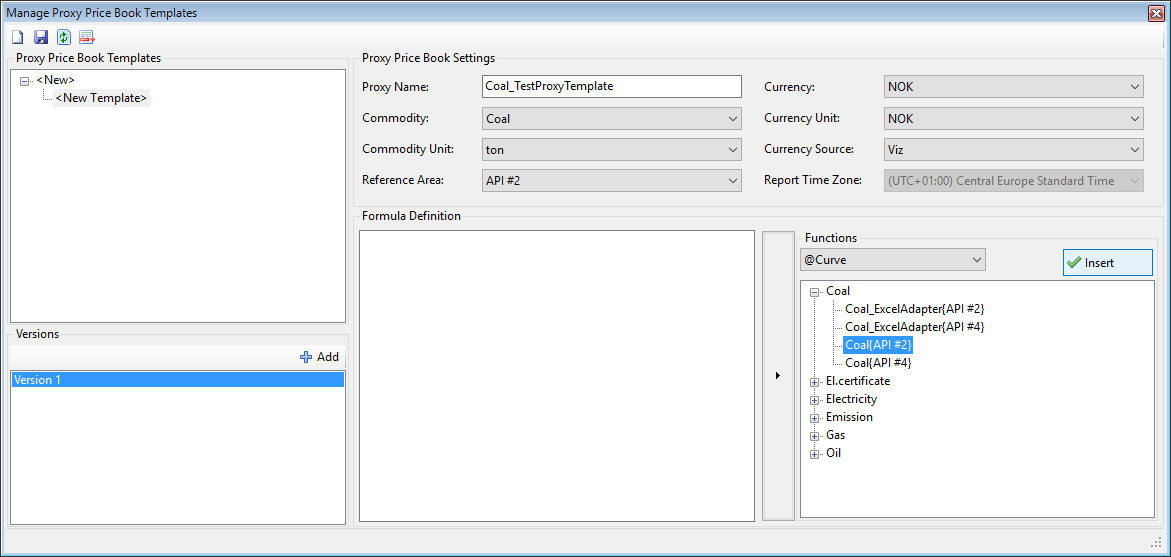 Manage Proxy Price Book Templates
Proxy Price Book Templates
<New>
<New Template>
Versions
Add
Version 1
Proxy Price Book Settings
Proxy Name: Coal_TestProxyTemplate Currency: NOK
Commodity: Coal Currency Unit: NOK
Commodity Unit: ton Currency Source: Viz
Reference Area: API #2 Report Time Zone: (UTC+01:00) Central Europe Standard Time
Formula Definition
Functions
@Curve Insert
Coal
Coal_ExcelAdapter{API #2}
Coal_ExcelAdapter{API #4}
Coal{API #2}
Coal{API #4}
El.certificate
Electricity
Emission
Gas
Oil